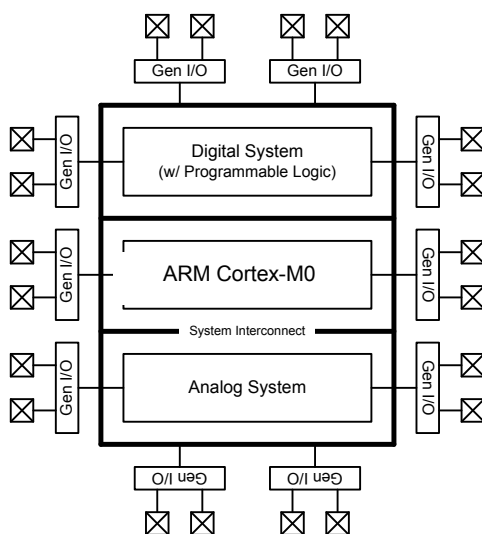 Gen I/O
Gen I/O
Gen I/O
Digital System
(w/ Programmable Logic)
Gen I/O
Gen I/O
ARM Cortex-M0
Gen I/O
System Interconnect
Gen I/O
Analog System
Gen I/O
Gen I/O
Gen I/O